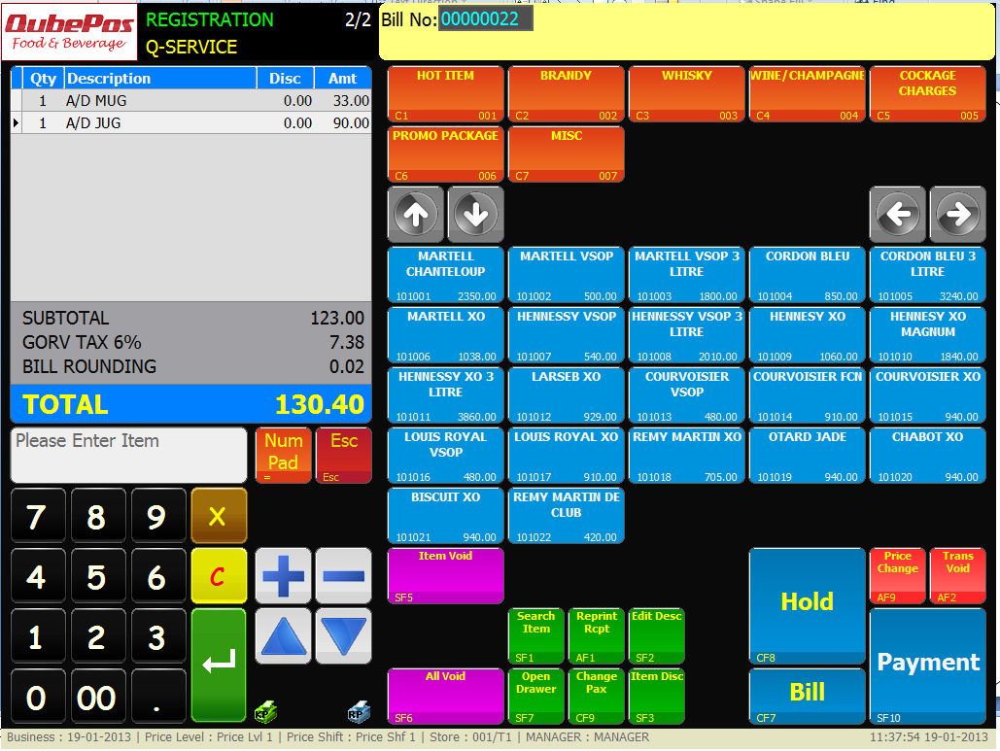 QubePos
Food & Beverage
REGISTRATION 2/2
Q-SERVICE
Bill No: 00000022
Qty Description Disc Amt
1 A/D MUG 0.00 33.00
1 A/D JUG 0.00 90.00
SUBTOTAL 123.00
GORV TAX 6% 7.38
BILL ROUNDING 0.02
TOTAL 130.40
Please Enter Item
Num Pad =
Esc Esc
7 8 9 X
4 5 6 C
1 2 3
0 00 .
RP RP
HOT ITEM
C1 001
BRANDY
C2 002
WHISKY
C3 003
WINE/CHAMPAGNE
C4 004
COCKAGE
CHARGES
C5 005
PROMO PACKAGE
C6 006
MISC
C7 007
MARTELL
CHANTELOUP
101001 2350.00
MARTELL VSOP
101002 500.00
MARTELL VSOP 3
LITRE
101003 1800.00
CORDON BLEU
101004 850.00
CORDON BLEU 3
LITRE
101005 3240.00
MARTELL XO
101006 1038.00
HENNESSY VSOP
101007 540.00
HENNESSY VSOP 3
LITRE
101008 2010.00
HENNESY XO
101009 1060.00
HENNESY XO
MAGNUM
101010 1840.00
HENNESSY XO 3
LITRE
101011 3860.00
LARSEB XO
101012 929.00
COURVOISIER
VSOP
101013 480.00
COURVOISIER FCN
101014 910.00
COURVOISIER XO
101015 940.00
LOUIS ROYAL
VSOP
101016 480.00
LOUIS ROYAL XO
101017 910.00
REMY MARTIN XO
101018 705.00
OTARD JADE
101019 940.00
CHABOT XO
101020 940.00
BISCUIT XO
101021 940.00
REMY MARTIN DE
CLUB
101022 420.00
Item Void
SF5
Hold
CF8
Price
Change
AF9
Trans
Void
AF2
Search
Item
SF1
Reprint
Rcpt
AF1
Edit Desc
SF2
Payment
SF10
All Void
SF6
Open
Drawer
SF7
Change
Pax
CF9
Item Disc
SF3
Bill
CF7
Business : 19-01-2013 | Price Level : Price Lvl 1 | Price Shift : Price Shf 1 | Store : 001/T1 | MANAGER : MANAGER 11:37:54 19-01-2013